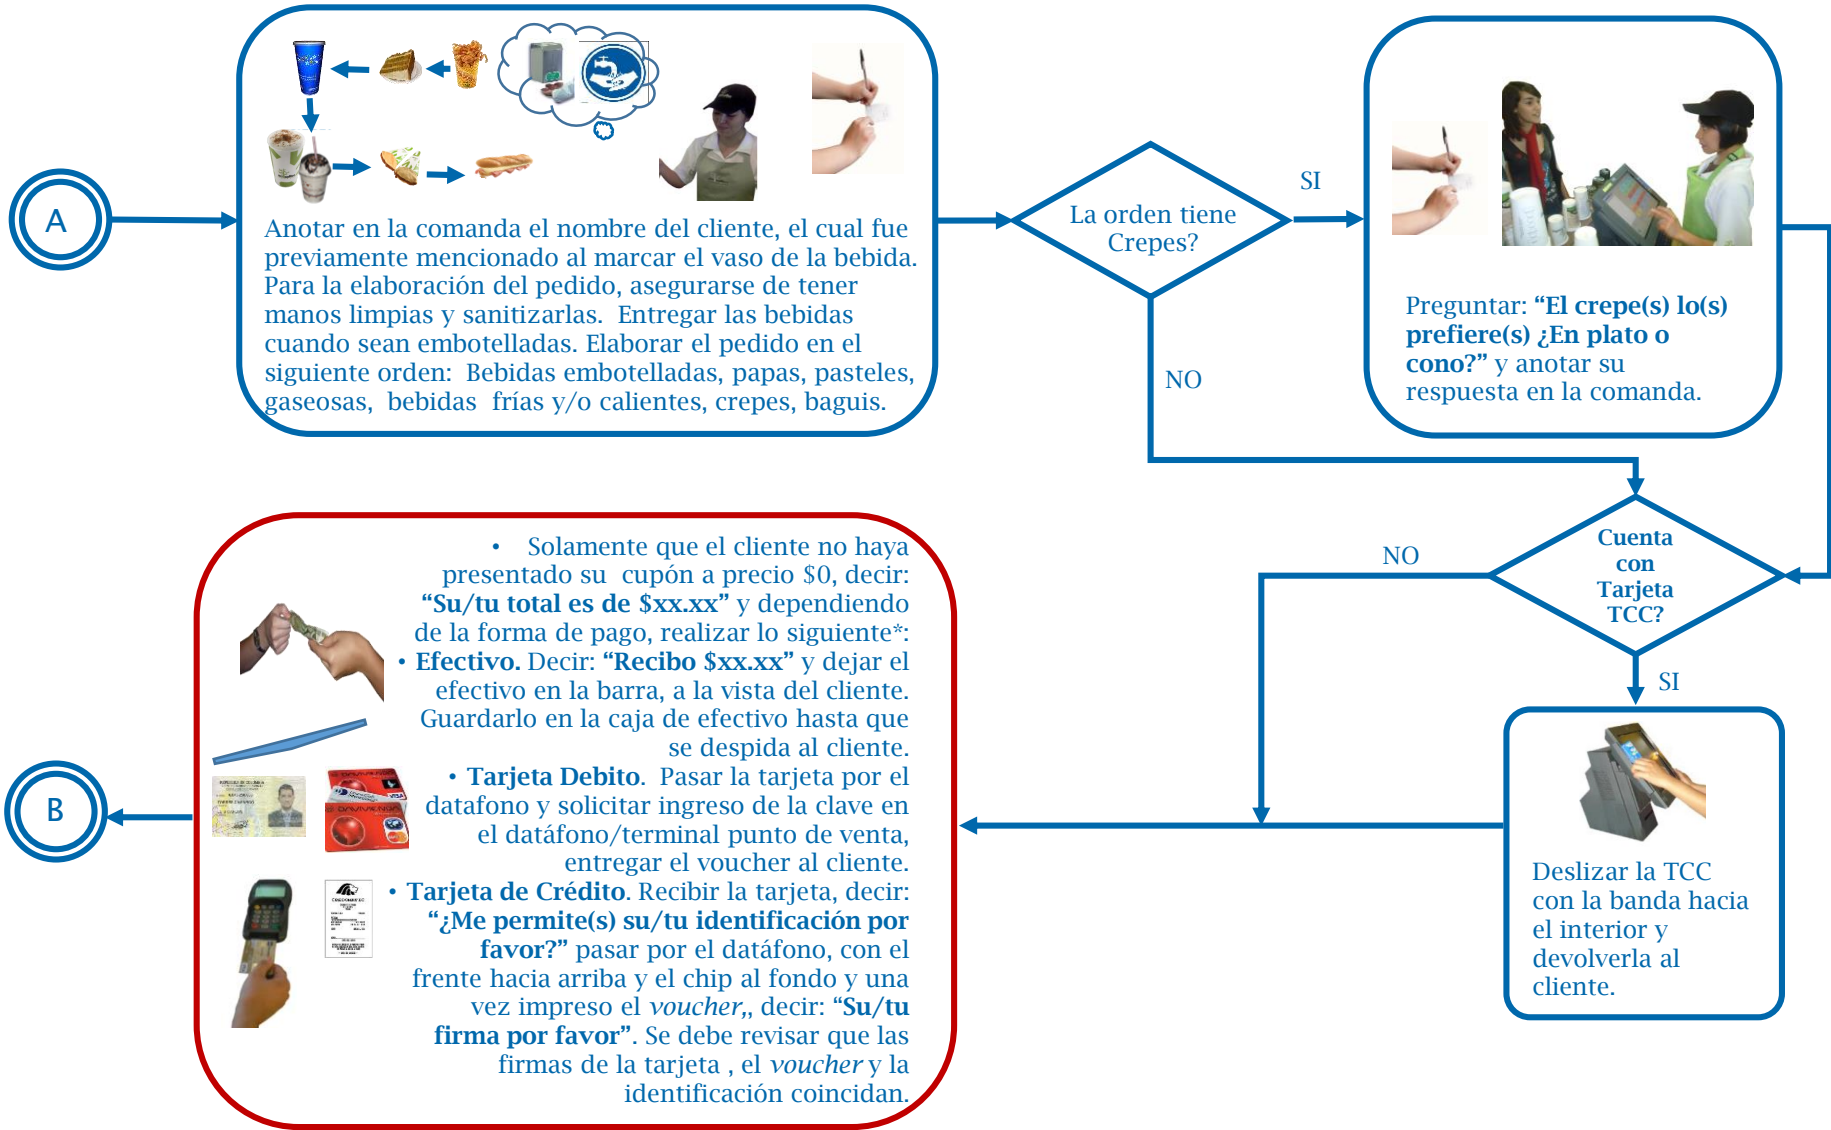 A
Anotar en la comanda el nombre del cliente, el cual fue
previamente mencionado al marcar el vaso de la bebida.
Para la elaboración del pedido, asegurarse de tener
manos limpias y sanitizarlas. Entregar las bebidas
cuando sean embotelladas. Elaborar el pedido en el
siguiente orden: Bebidas embotelladas, papas, pasteles,
gaseosas, bebidas frías y/o calientes, crepes, baguis.
La orden tiene
Crepes?
SI
NO
Preguntar: “El crepe(s) lo(s)
prefiere(s) ¿En plato o
cono?” y anotar su
respuesta en la comanda.
Cuenta
con
Tarjeta
TCC?
NO
SI
Deslizar la TCC
con la banda hacia
el interior y
devolverla al
cliente.
• Solamente que el cliente no haya
presentado su cupón a precio $0, decir:
“Su/tu total es de $xx.xx” y dependiendo
de la forma de pago, realizar lo siguiente*:
• Efectivo. Decir: “Recibo $xx.xx” y dejar el
efectivo en la barra, a la vista del cliente.
Guardarlo en la caja de efectivo hasta que
se despida al cliente.
• Tarjeta Debito. Pasar la tarjeta por el
datafono y solicitar ingreso de la clave en
el datáfono/terminal punto de venta,
entregar el voucher al cliente.
• Tarjeta de Crédito. Recibir la tarjeta, decir:
“¿Me permite(s) su/tu identificación por
favor?” pasar por el datáfono, con el
frente hacia arriba y el chip al fondo y una
vez impreso el voucher,, decir: “Su/tu
firma por favor”. Se debe revisar que las
firmas de la tarjeta , el voucher y la
identificación coincidan.
DAVIVIENDA
VISA
B